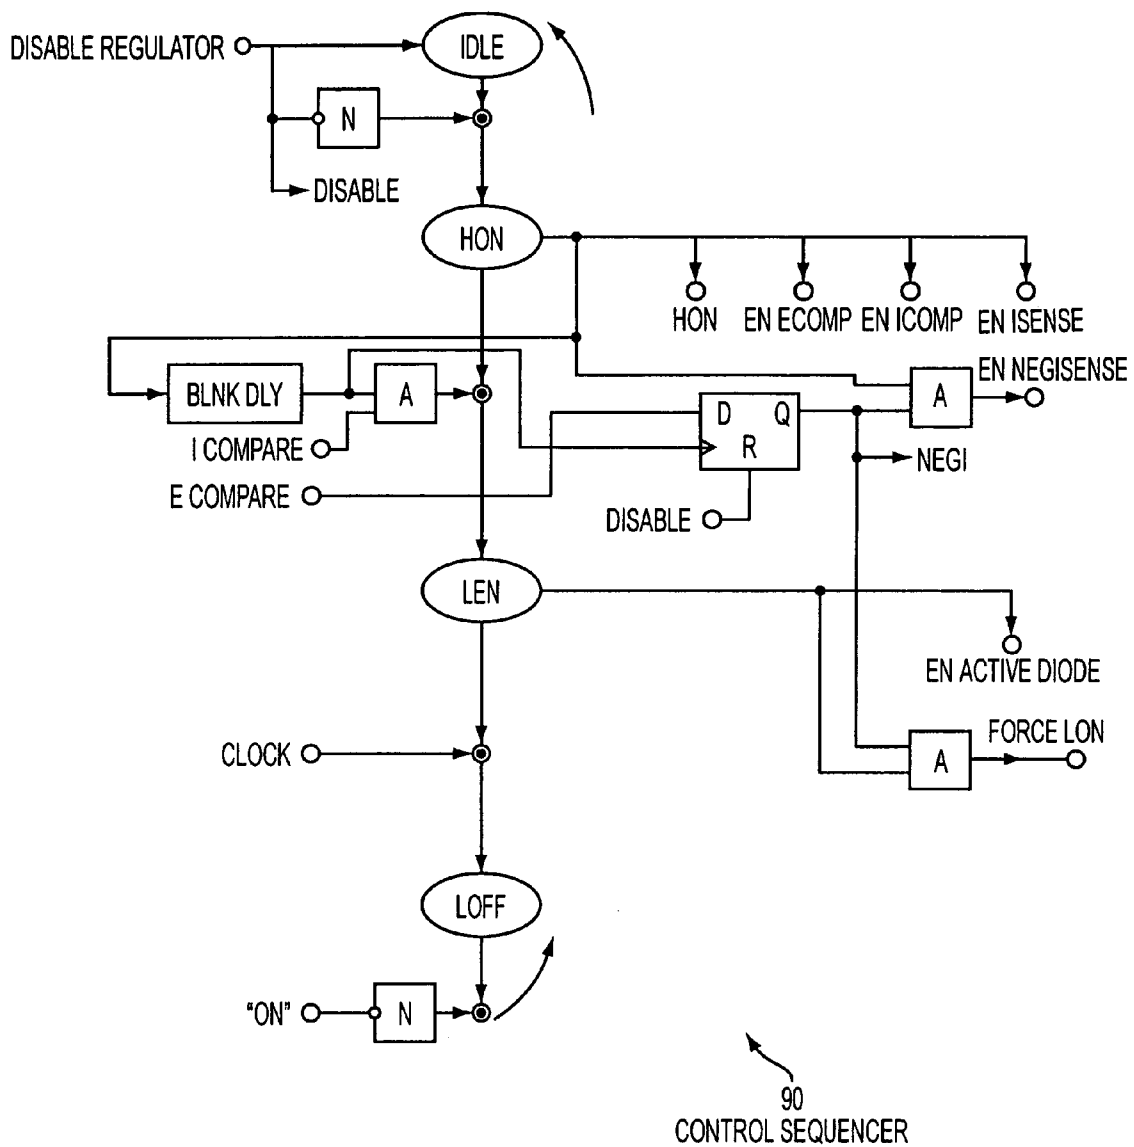 DISABLE REGULATOR
IDLE
N
DISABLE
HON
HON
EN ECOMP
EN ICOMP
EN ISENSE
BLNK DLY
A
I COMPARE
E COMPARE
D
Q
R
DISABLE
A
EN NEGISENSE
NEGI
LEN
EN ACTIVE DIODE
CLOCK
A
FORCE LON
LOFF
"ON"
N
90
CONTROL SEQUENCER